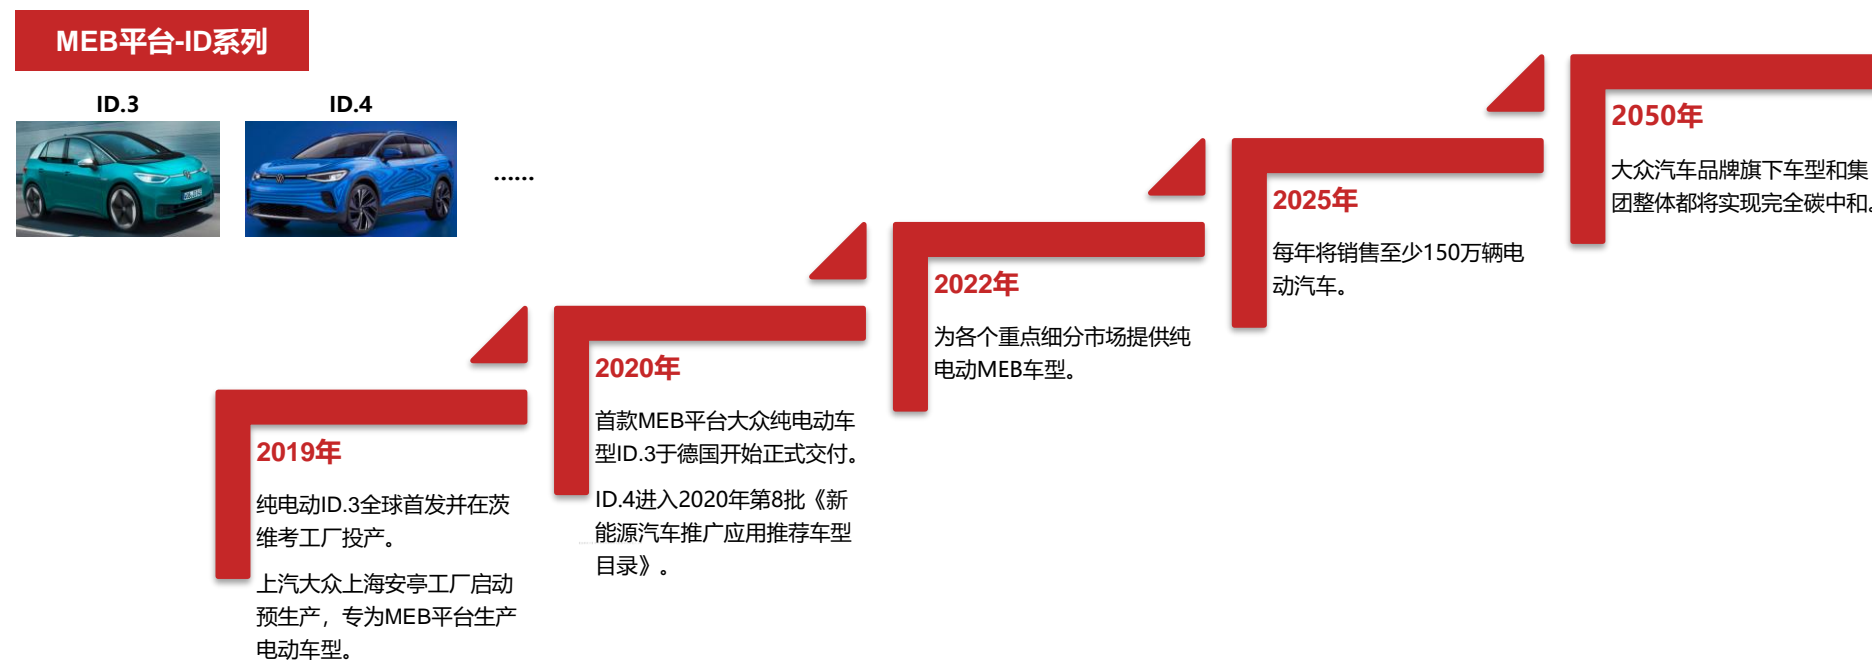 MEB平台-ID系列
ID.3
ID.4
······
2019年
纯电动ID.3全球首发并在茨
维考工厂投产。
上汽大众上海安亭工厂启动
预生产，专为MEB平台生产
电动车型。
2020年
首款MEB平台大众纯电动车
型ID.3于德国开始正式交付。
ID.4进入2020年第8批《新
能源汽车推广应用推荐车型
目录》。
2022年
为各个重点细分市场提供纯
电动MEB车型。
2025年
每年将销售至少150万辆电
动汽车。
2050年
大众汽车品牌旗下车型和集
团整体都将实现完全碳中和。